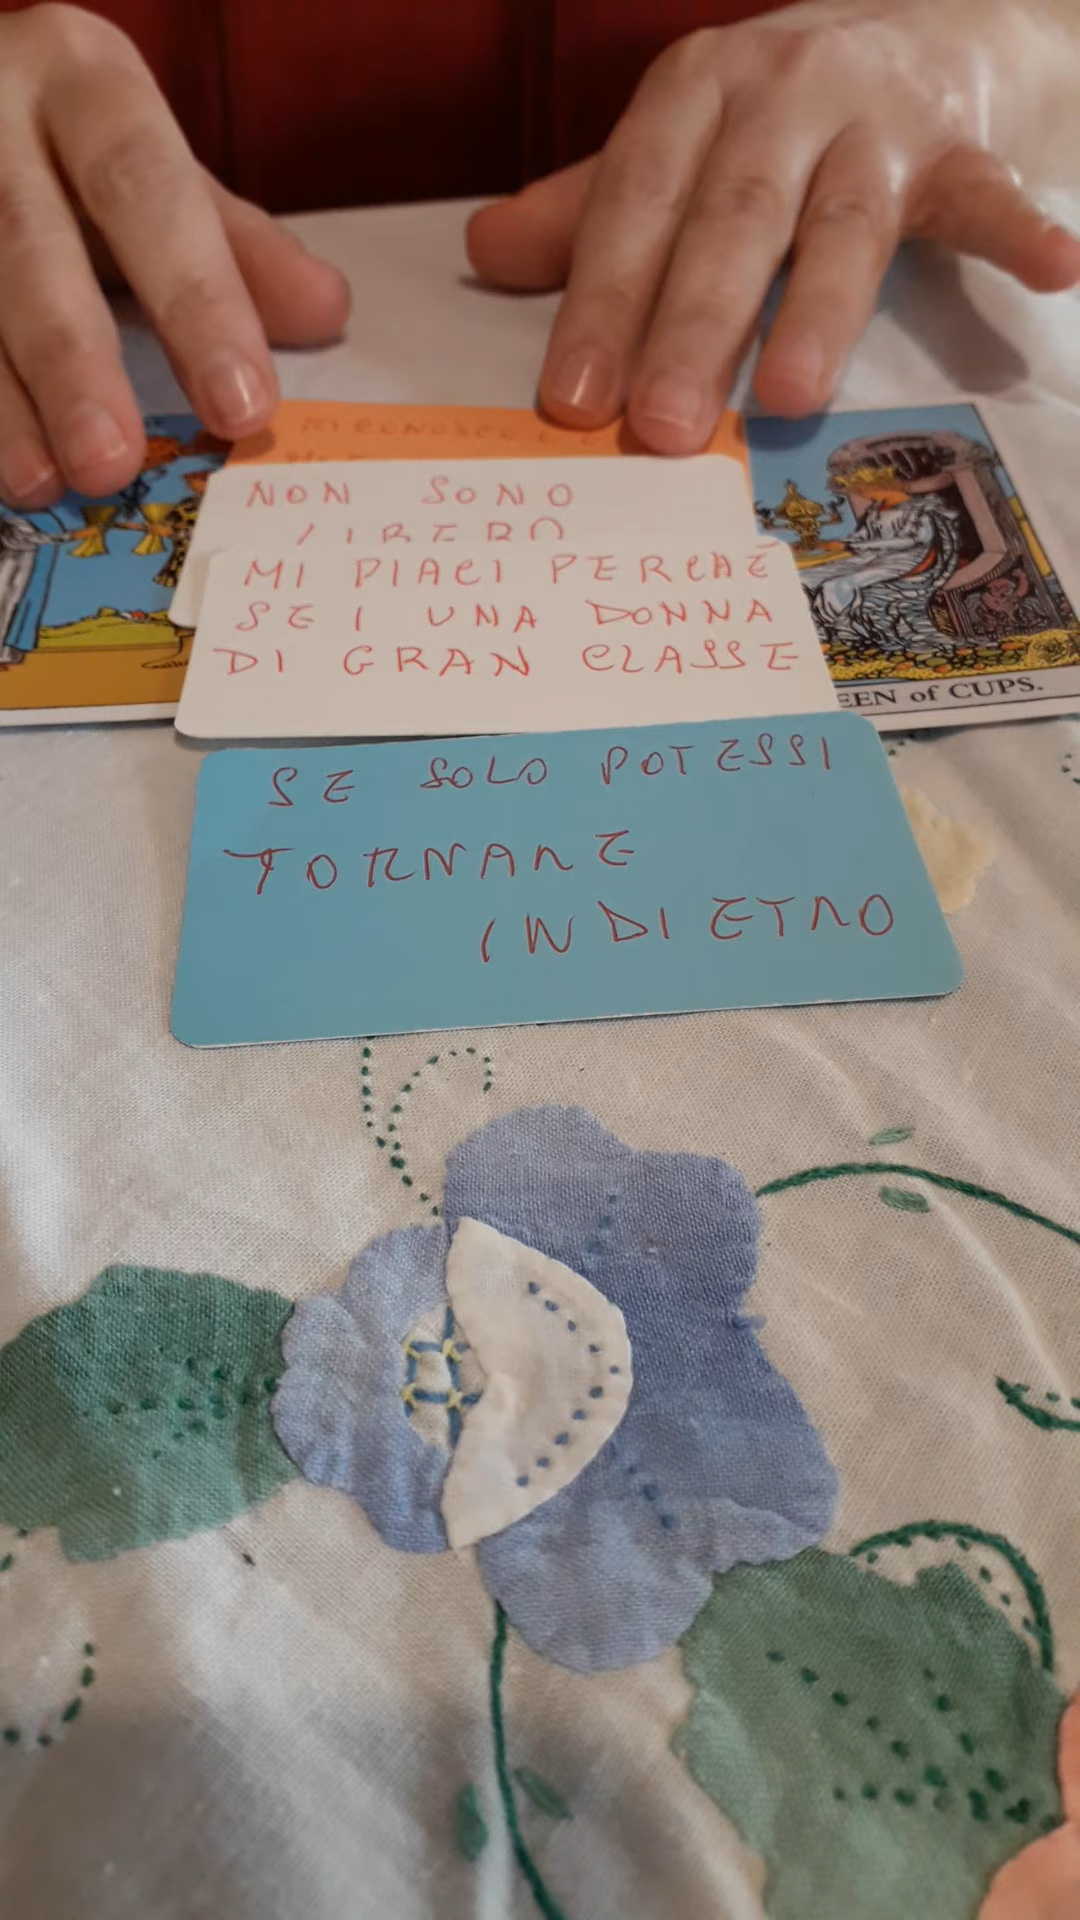 NON SONO
LIBERO
MI PIACI PERCHÈ
SEI UNA DONNA
DI GRAN CLASSE
EEN of CUPS.
SE SOLO POTESSI
TORNARE
INDIETRO